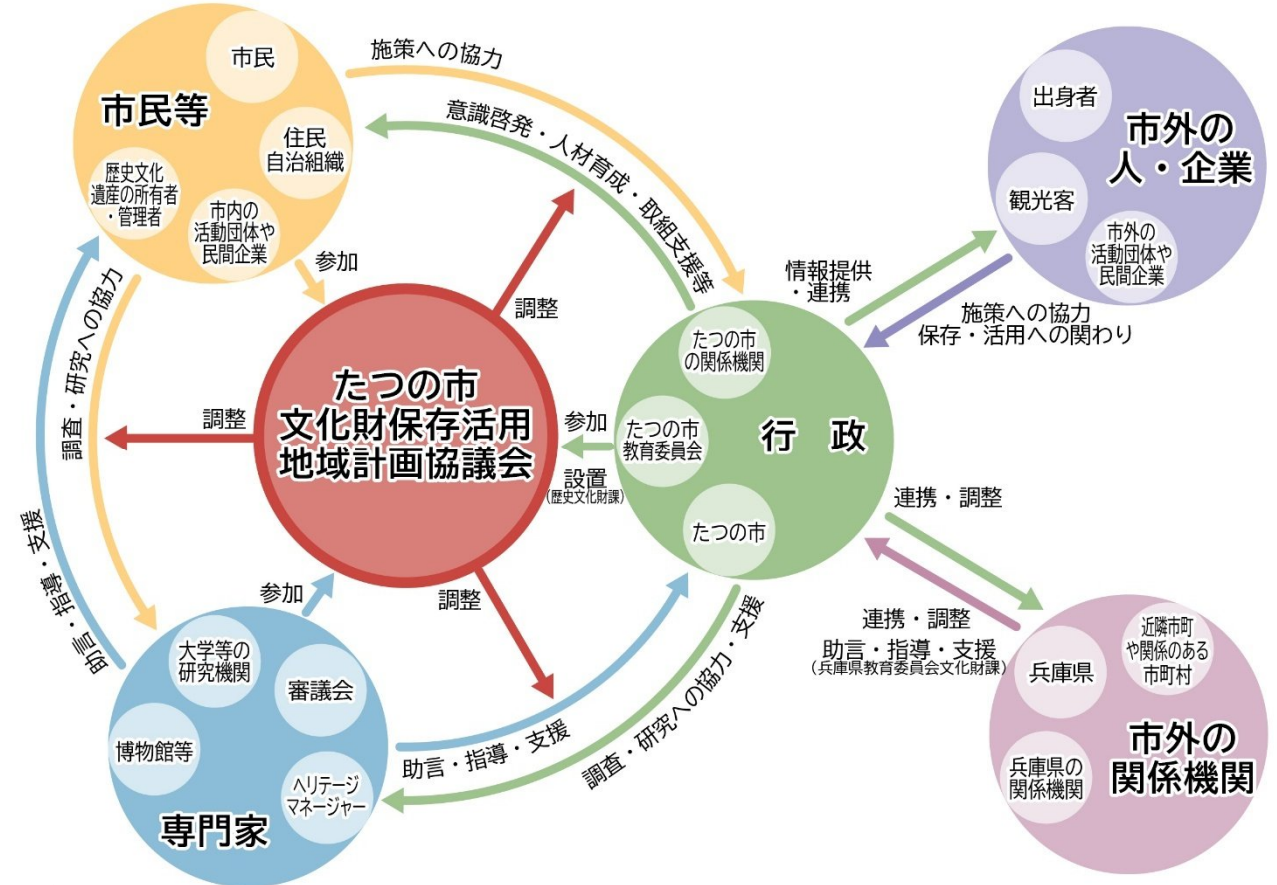 市民等
市民
住民
自治組織
歴史文化
遺産の所有者
・管理者
市内の
活動団体や
民間企業
施策への協力
意識啓発・人材育成・取組支援等
参加
調整
調査・研究への協力
助言・指導・支援
調整
たつの市
文化財保存活用
地域計画協議会
参加
設置
(歴史文化財課)
たつの市
の関係機関
たつの市
教育委員会
行　政
たつの市
情報提供
・連携
施策への協力
保存・活用への関わり
出身者
市外の
人・企業
観光客
市外の
活動団体や
民間企業
連携・調整
連携・調整
助言・指導・支援
(兵庫県教育委員会文化財課)
近隣市町
や関係のある
市町村
兵庫県
市外の
関係機関
兵庫県の
関係機関
参加
調整
助言・指導・支援
調査・研究への協力・支援
大学等の
研究機関
審議会
博物館等
ヘリテージ
マネージャー
専門家